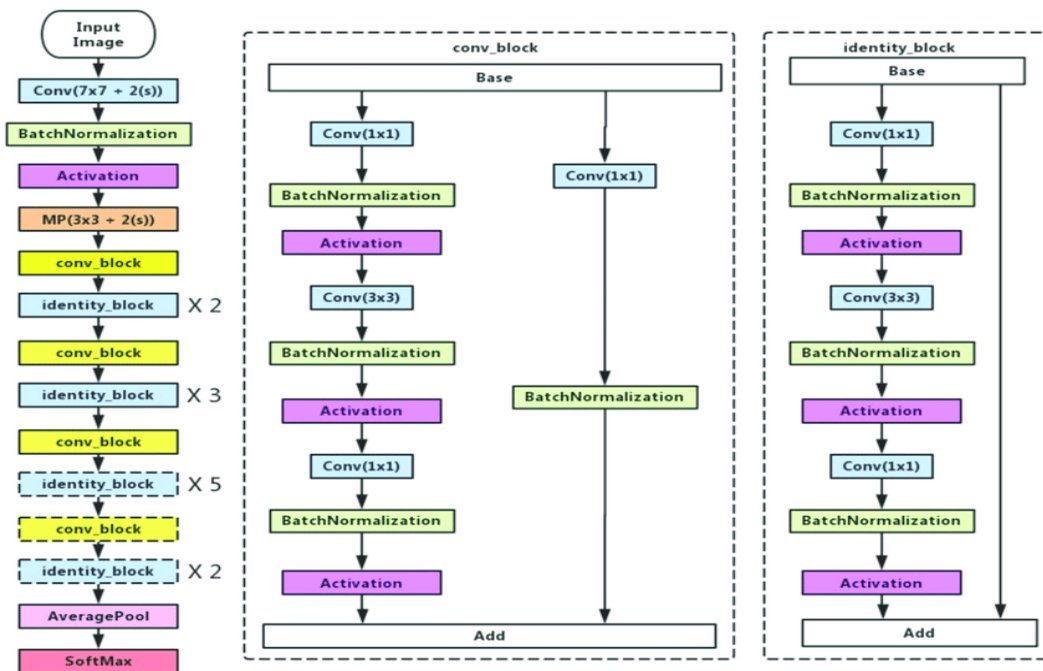 Input
Image
Conv(7x7 + 2(s))
BatchNormalization
Activation
MP(3x3 + 2(s))
conv_block
identity_block X 2
conv_block
identity_block X 3
conv_block
identity_block X 5
conv_block
identity_block X 2
AveragePool
SoftMax
conv_block
Base
Conv(1x1)
BatchNormalization
Activation
Conv(3x3)
BatchNormalization
Activation
Conv(1x1)
BatchNormalization
Activation
Conv(1x1)
BatchNormalization
Add
identity_block
Base
Conv(1x1)
BatchNormalization
Activation
Conv(3x3)
BatchNormalization
Activation
Conv(1x1)
BatchNormalization
Activation
Add